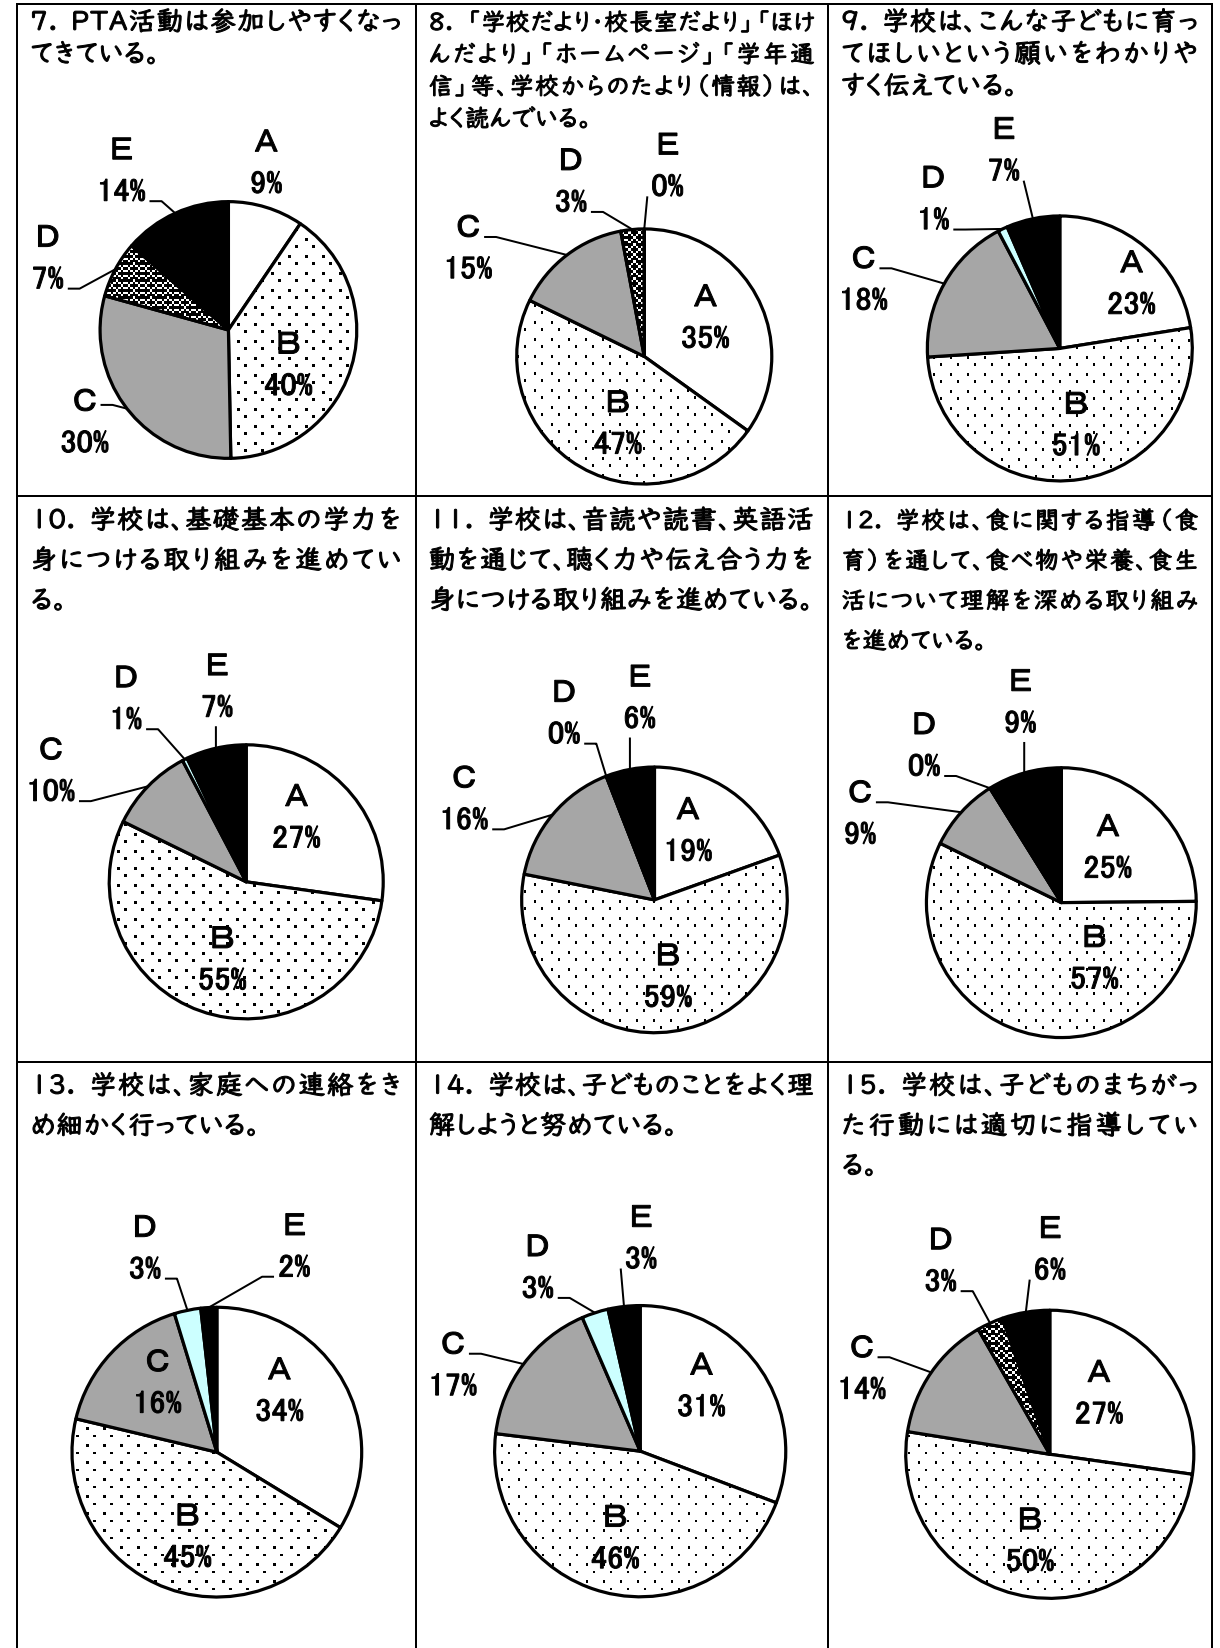 7. PTA活動は参加しやすくなっ
てきている。
E
14%
A
9%
D
7%
B
40%
C
30%
8.「学校だより・校長室だより」「ほけ
んだより」「ホームページ」「学年通
信」等、学校からのたより(情報)は、
よく読んでいる。
D
3%
E
0%
C
15%
A
35%
B
47%
9. 学校は、こんな子どもに育っ
てほしいという願いをわかりや
すく伝えている。
E
7%
D
1%
C
18%
A
23%
B
51%
10. 学校は、基礎基本の学力を
身につける取り組みを進めてい
る。
D
1%
E
7%
C
10%
A
27%
B
55%
11. 学校は、音読や読書、英語活
動を通じて、聴く力や伝え合う力を
身につける取り組みを進めている。
D
0%
E
6%
C
16%
A
19%
B
59%
12. 学校は、食に関する指導(食
育)を通して、食べ物や栄養、食生
活について理解を深める取り組み
を進めている。
E
9%
D
0%
C
9%
A
25%
B
57%
13. 学校は、家庭への連絡をき
め細かく行っている。
D
3%
E
2%
C
16%
A
34%
B
45%
14. 学校は、子どものことをよく理
解しようと努めている。
D
3%
E
3%
C
17%
A
31%
B
46%
15. 学校は、子どものまちがっ
た行動には適切に指導してい
る。
D
3%
E
6%
C
14%
A
27%
B
50%